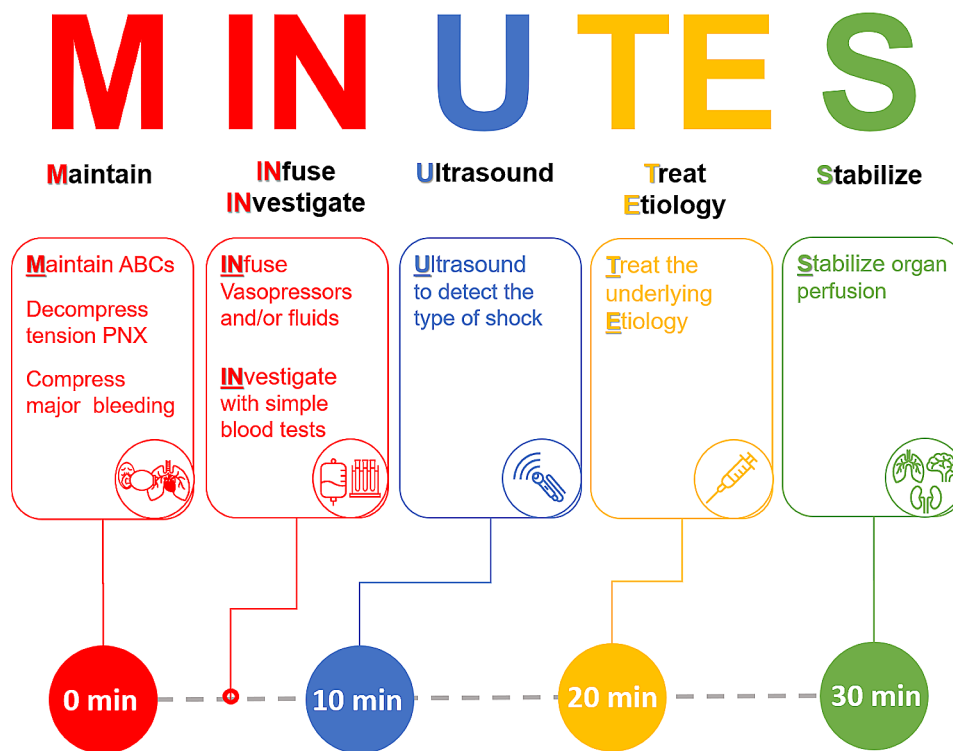 MINUTES
Maintain
INfuse
INvestigate
Ultrasound
Treat
Etiology
Stabilize
Maintain ABCs
Decompress
tension PNX
Compress
major bleeding
INfuse
Vasopressors
and/or fluids
INvestigate
with simple
blood tests
Ultrasound
to detect the
type of shock
Treat the
underlying
Etiology
Stabilize organ
perfusion
0 min
10 min
20 min
30 min